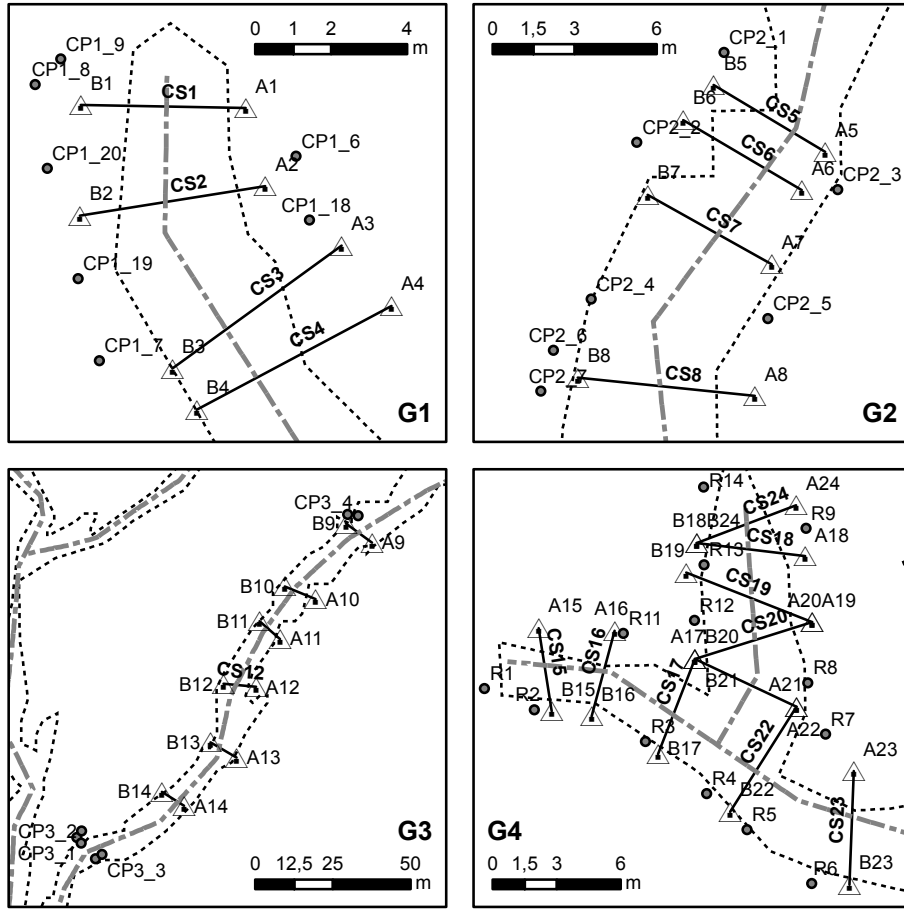 0 1 2 4
m
CP1_9
CP1_8
B1
CS1
A1
CP1_6
CP1_20
A2
CS2
B2
CP1_18
A3
CP1_19
CS3
A4
CP1_7
B3
CS4
B4
G1
0 1,5 3 6
m
CP2_1
B5
B6
CS5
CP2_2
A5
CS6
A6
B7
CP2_3
CS7
A7
CP2_4
CP2_5
CP2_6
B8
CS8
CP2_7
A8
G2
CP3_4
B9
A9
B10
A10
B11
A11
CS12
B12
A12
B13
A13
B14
A14
CP3_2
CP3_1
CP3_3
G3
0 12,5 25 50
m
R14
A24
CS24
R9
B18B24
CS18
A18
B19
R13
CS19
A15
A16
R11
R12
A20A19
CS20
CS15
CS16
A17B20
CS17
B21
R8
R1
R2
B15
B16
A21
A22
R3
R7
B17
CS22
A23
R4
B22
CS23
R5
G4
B23
R6
0 1,5 3 6
m